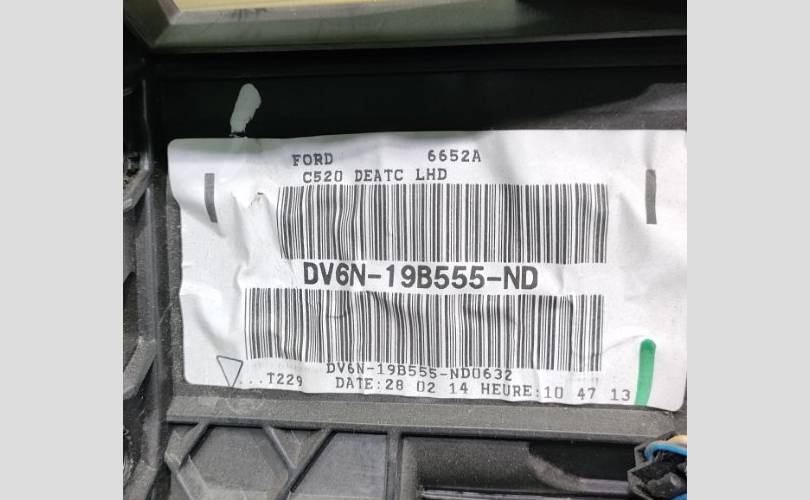 FORD 6652A
C520 DEATC LHD
DV6N-19B555-ND
DV6N-19B555-ND0632
...T229 DATE:28 02 14 HEURE:10 47 13